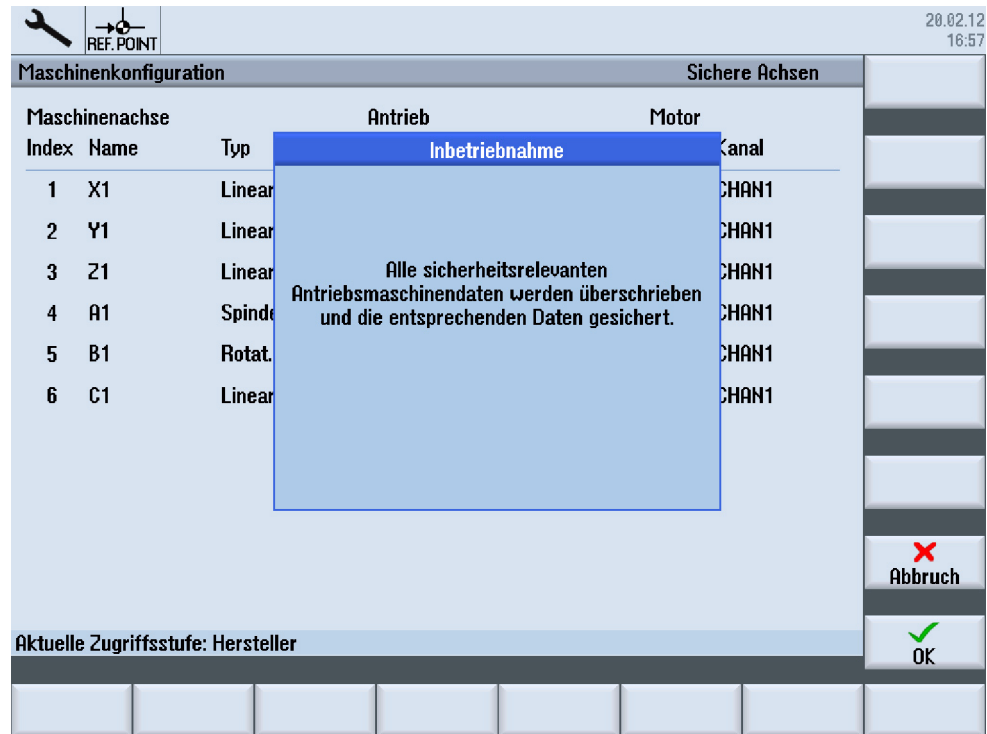 REF. POINT
20.02.12
16:57
Maschinenkonfiguration Sichere Achsen
Maschinenachse Antrieb Motor
Index Name Typ Kanal
1 X1 Linear CHAN1
2 Y1 Linear CHAN1
3 Z1 Linear CHAN1
4 A1 Spinde CHAN1
5 B1 Rotat. CHAN1
6 C1 Linear CHAN1
Inbetriebnahme
Alle sicherheitsrelevanten
Antriebsmaschinendaten werden überschrieben
und die entsprechenden Daten gesichert.
Abbruch
Aktuelle Zugriffsstufe: Hersteller
OK